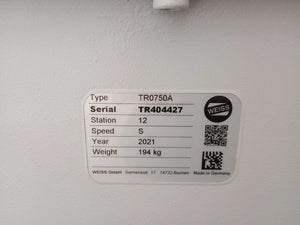 WEISS
Type TR0750A
Serial TR404427
Station 12
Speed S
Year 2021
Weight 194 kg
Made in Germany
WEISS GmbH Siemensstr. 17 74722 Buchen